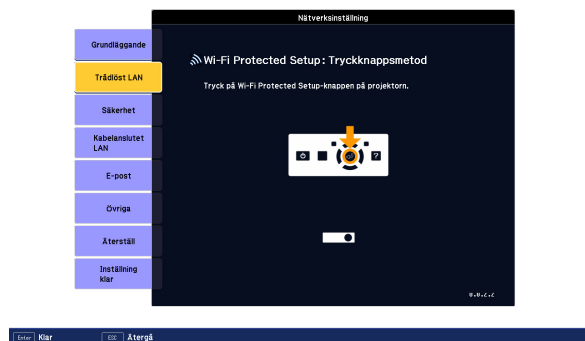 Nätverksinställning
Grundläggande
Trådlöst LAN
Säkerhet
Kabelanslutet
LAN
E-post
Övriga
Återställ
Inställning
klar
Wi-Fi Protected Setup: Tryckknappsmetod
Tryck på Wi-Fi Protected Setup-knappen på projektorn.
?
Enter Klar
ESC Återgå